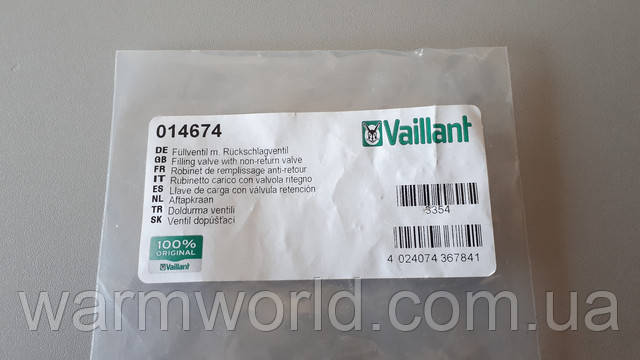 014674
Vaillant
DE Füllventil m. Rückschlagventil
GB Filling valve with non-return valve
FR Robinet de remplissage anti-retour
IT Rubinetto carico con valvola ritegno
ES Llave de carga con válvula retención
NL Aftapkraan
TR Doldurma ventili
SK Ventil dopúšťací
3354
100%
ORIGINAL
Vaillant
4 024074 367841
warmworld.com.ua